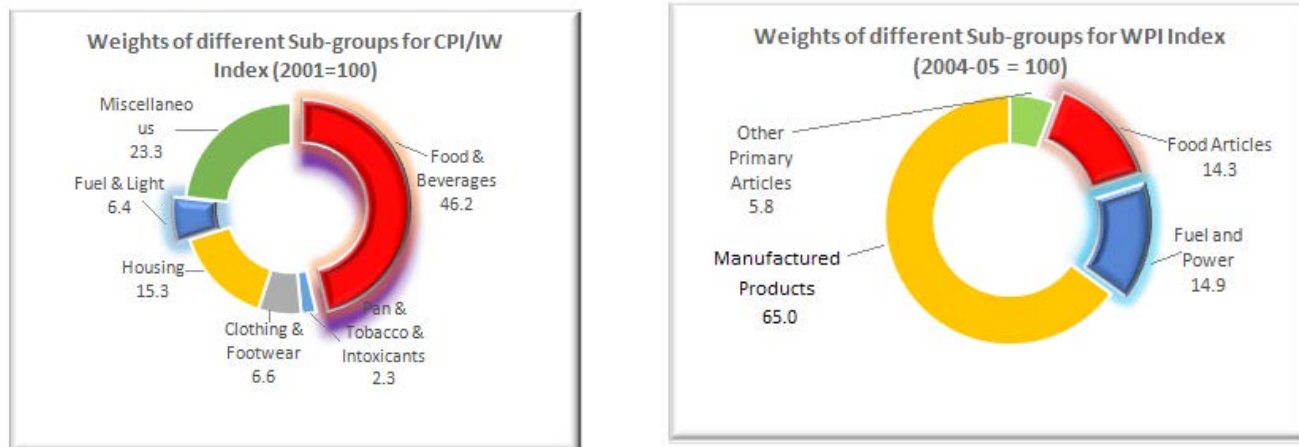 Weights of different Sub-groups for CPI/IW
Index (2001=100)
Miscellaneo
us
23.3
Fuel & Light
6.4
Housing
15.3
Clothing &
Footwear
6.6
Pan &
Tobacco &
Intoxicants
2.3
Food &
Beverages
46.2
Weights of different Sub-groups for WPI Index
(2004-05 = 100)
Other
Primary
Articles
5.8
Manufactured
Products
65.0
Food Articles
14.3
Fuel and
Power
14.9